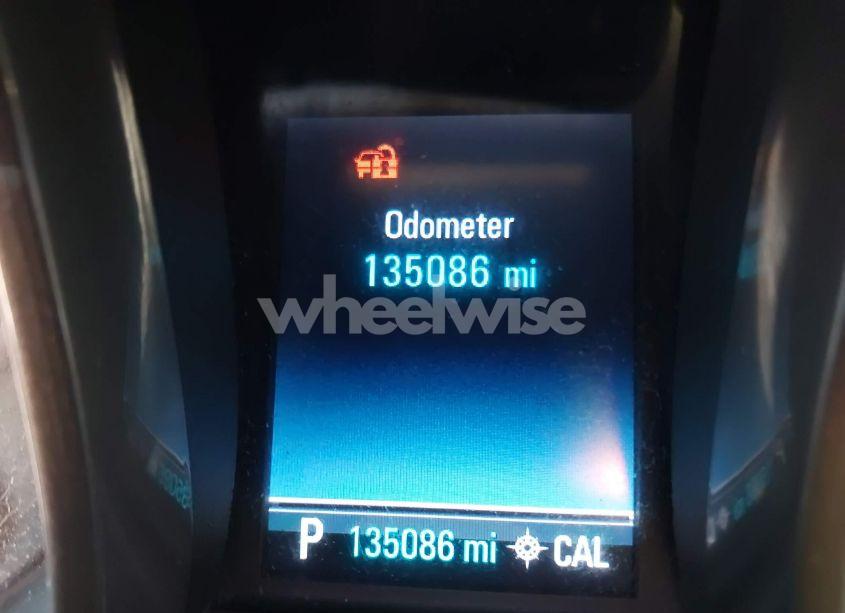 Odometer
135086 mi
wheelwise
P 135086 mi CAL